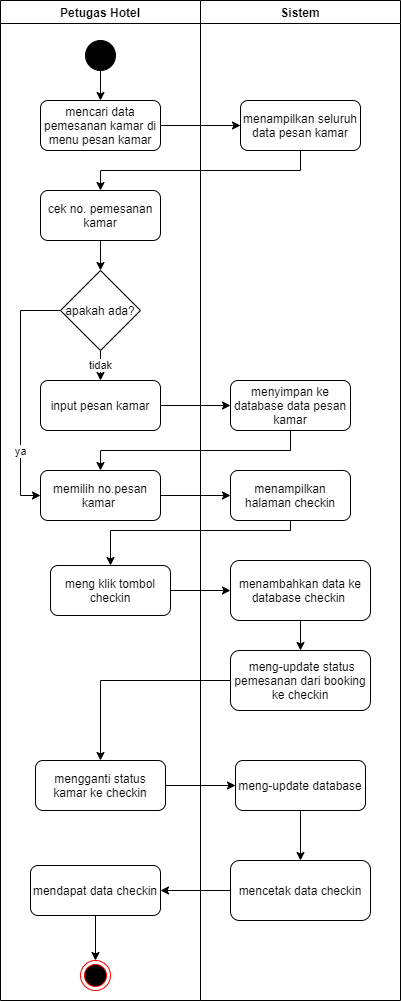 Petugas Hotel
Sistem
mencari data
pemesanan kamar di
menu pesan kamar
menampilkan seluruh
data pesan kamar
cek no. pemesanan
kamar
apakah ada?
tidak
input pesan kamar
menyimpan ke
database data pesan
kamar
ya
memilih no.pesan
kamar
menampilkan
halaman checkin
meng klik tombol
checkin
menambahkan data ke
database checkin
meng-update status
pemesanan dari booking
ke checkin
mengganti status
kamar ke checkin
meng-update database
mendapat data checkin
mencetak data checkin